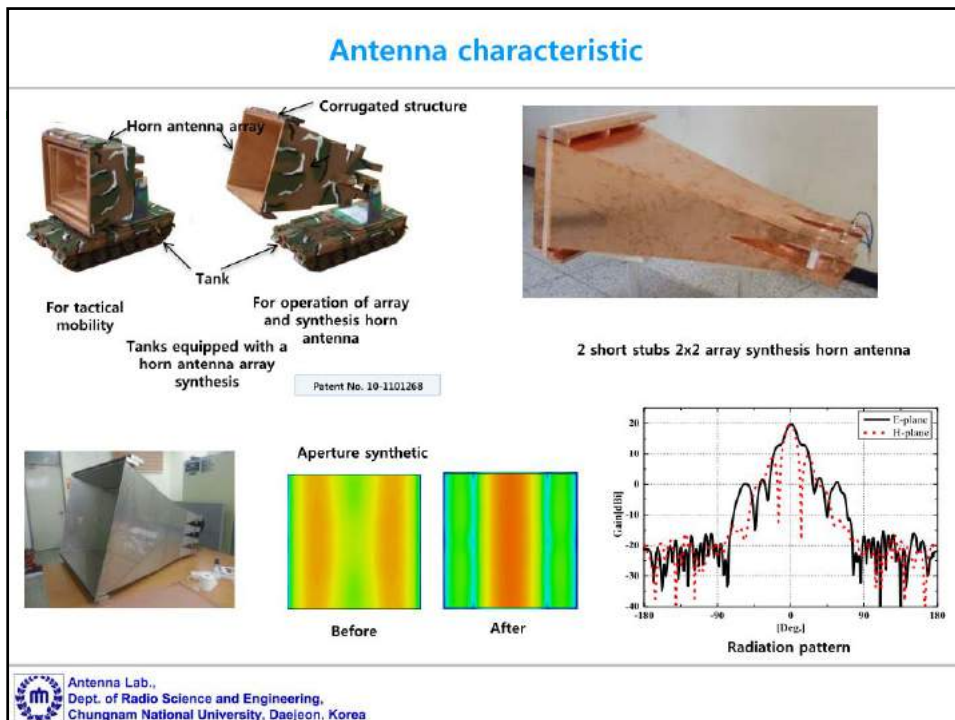 Antenna characteristic
Horn antenna array
Corrugated structure
Tank
For tactical
mobility
For operation of array
and synthesis horn
antenna
Tanks equipped with a
horn antenna array
synthesis
Patent No. 10-1101268
2 short stubs 2x2 array synthesis horn antenna
Aperture synthetic
Before
After
E-plane
H-plane
Gain[dBi]
20
10
0
-10
-20
-30
-40
-180
-90
0
90
180
[Deg.]
Radiation pattern
Antenna Lab.,
Dept. of Radio Science and Engineering,
Chungnam National University, Daejeon, Korea